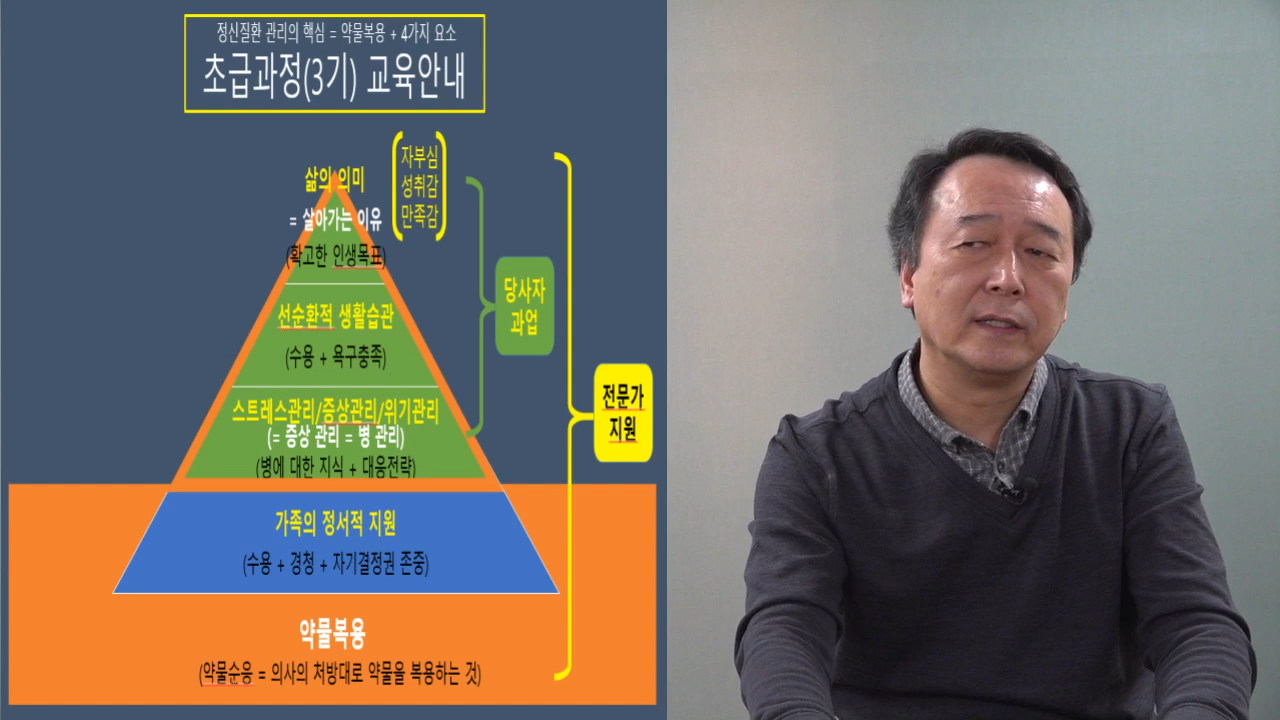 정신질환 관리의 핵심 = 약물복용 + 4가지 요소
초급과정(3기) 교육안내
삶의 의미
= 살아가는 이유
(확고한 인생목표)
자부심
성취감
만족감
선순환적 생활습관
(수용 + 욕구충족)
스트레스관리/증상관리/위기관리
(= 증상 관리 = 병 관리)
(병에 대한 지식 + 대응전략)
당사자
과업
전문가
지원
가족의 정서적 지원
(수용 + 경청 + 자기결정권 존중)
약물복용
(약물순응 = 의사의 처방대로 약물을 복용하는 것)